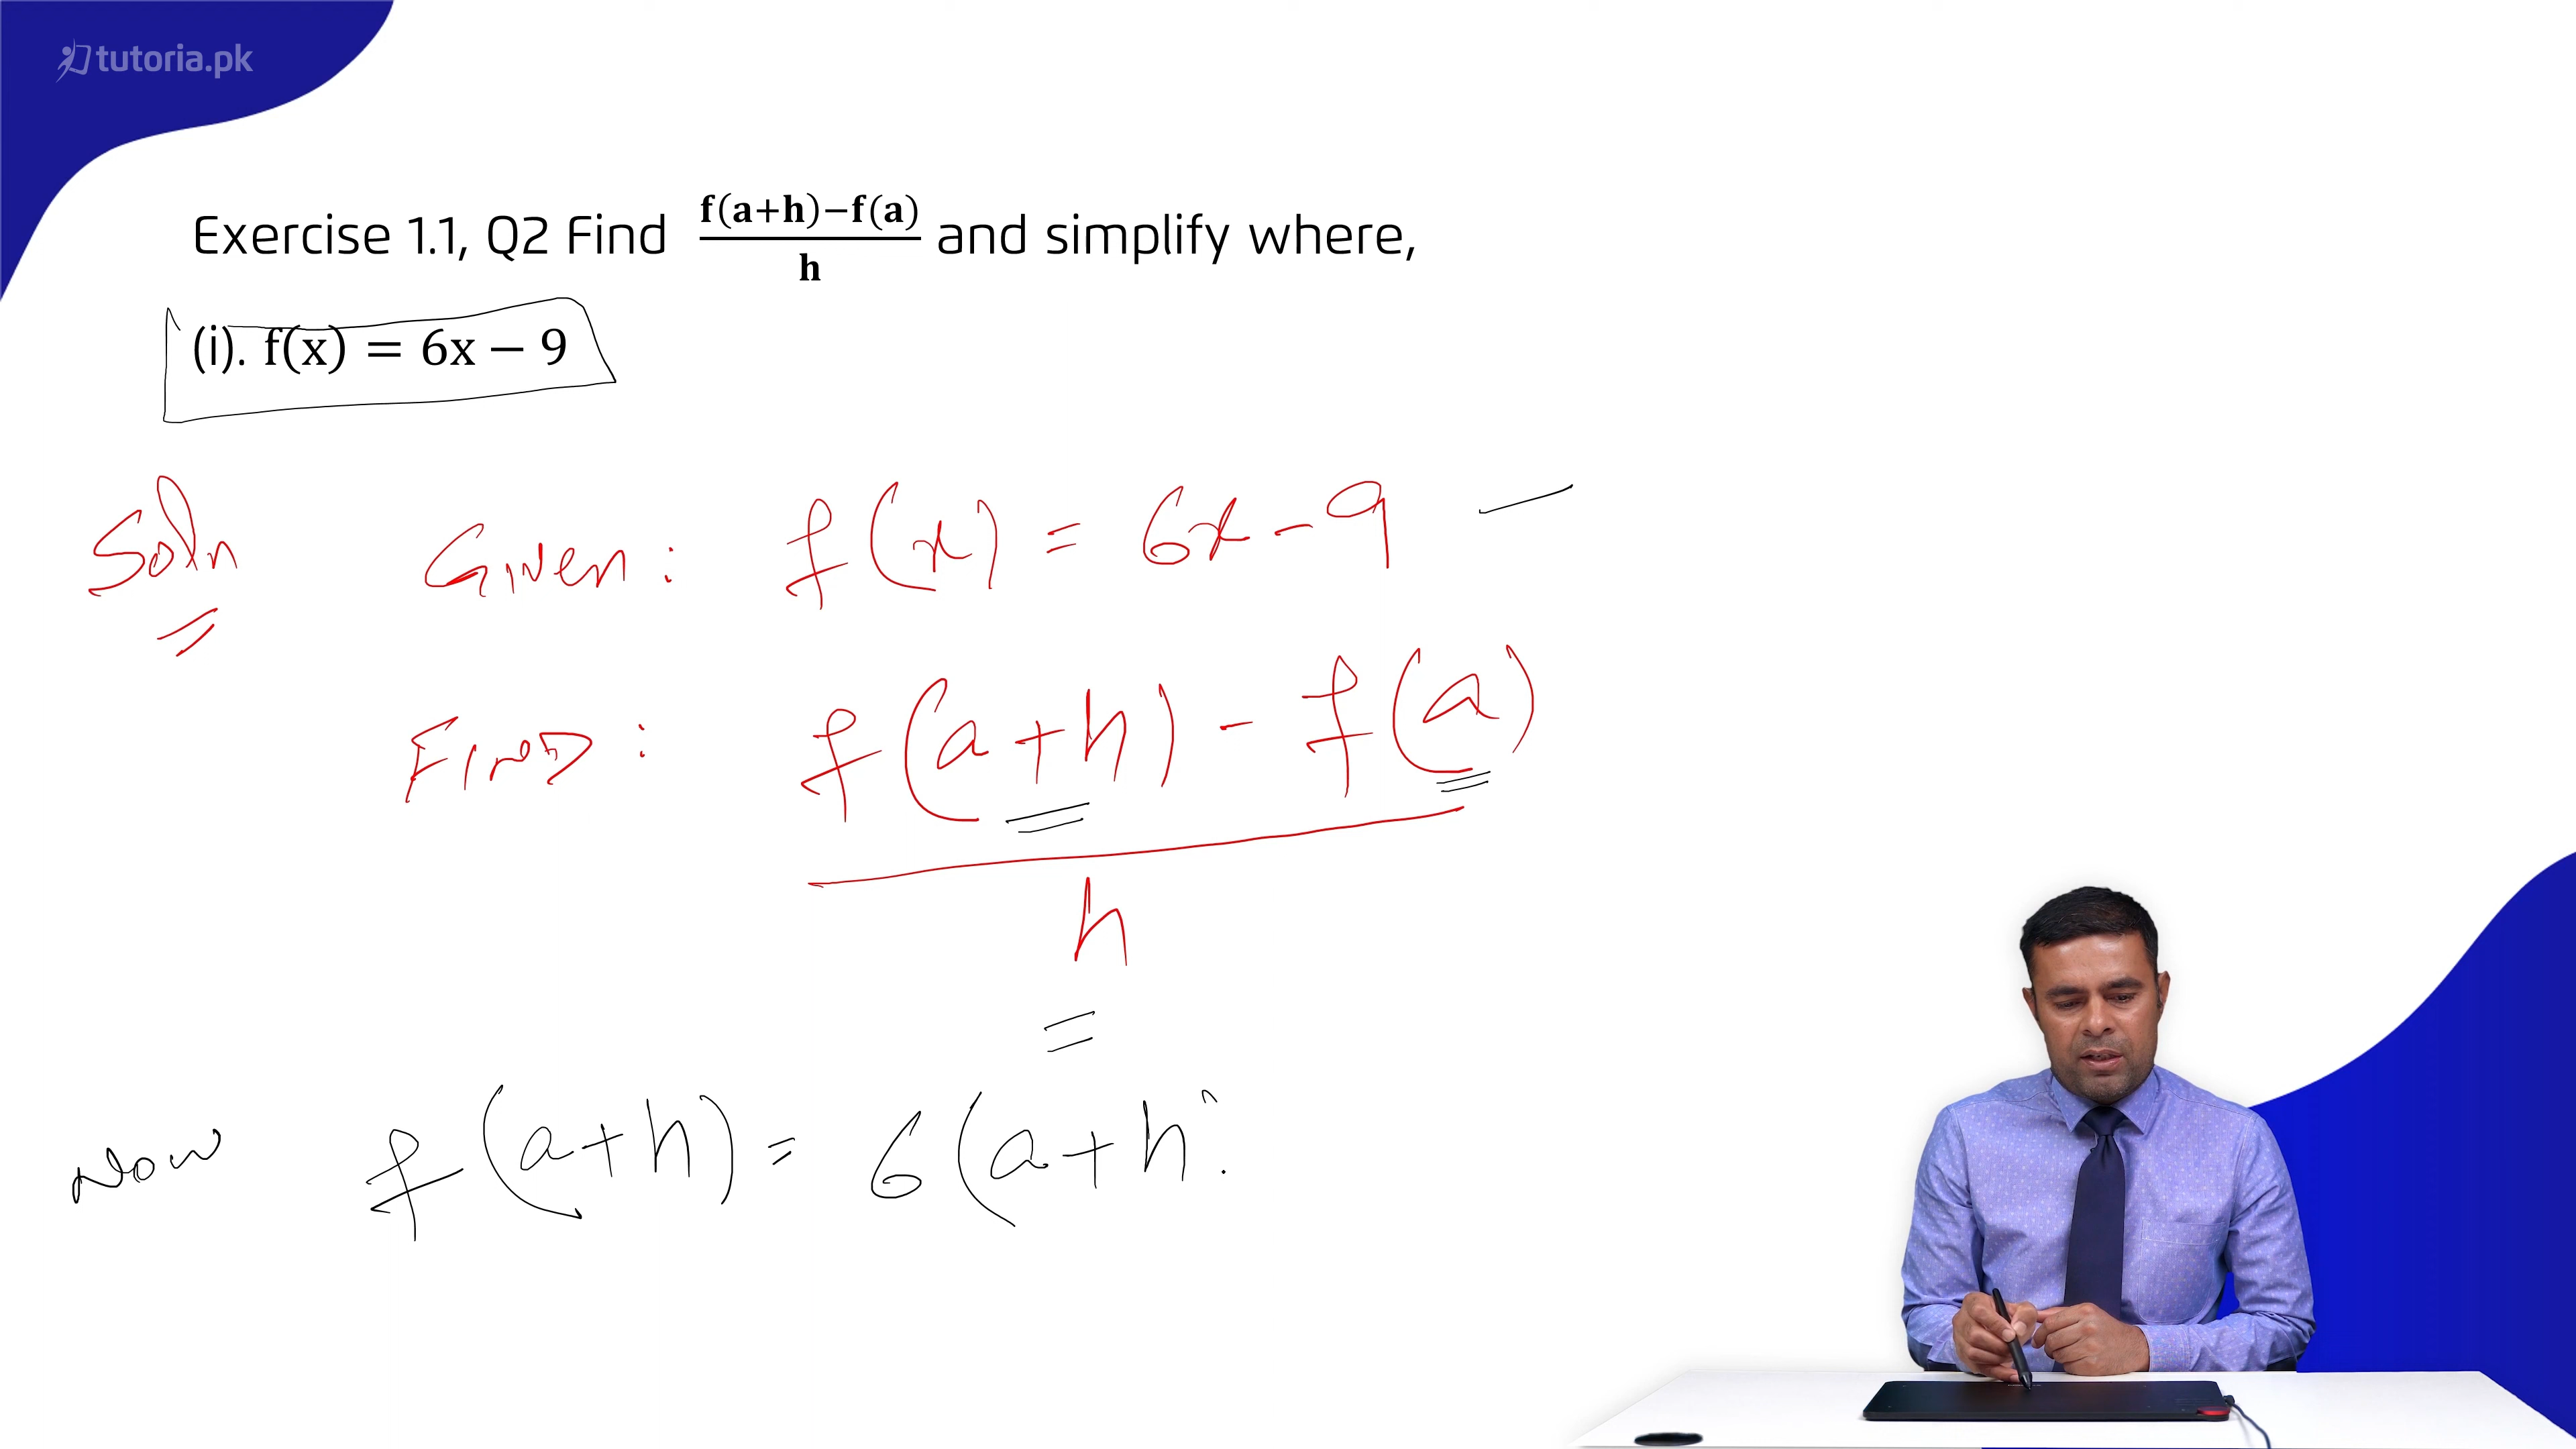 tutoria.pk
Exercise 1.1, Q2 Find f(a+h)−f(a)/h and simplify where,
(i). f(x) = 6x − 9
Soln Given: f(x) = 6x - 9
Find: f(a+h) - f(a)
h
=
Now f(a+h) = 6(a+h